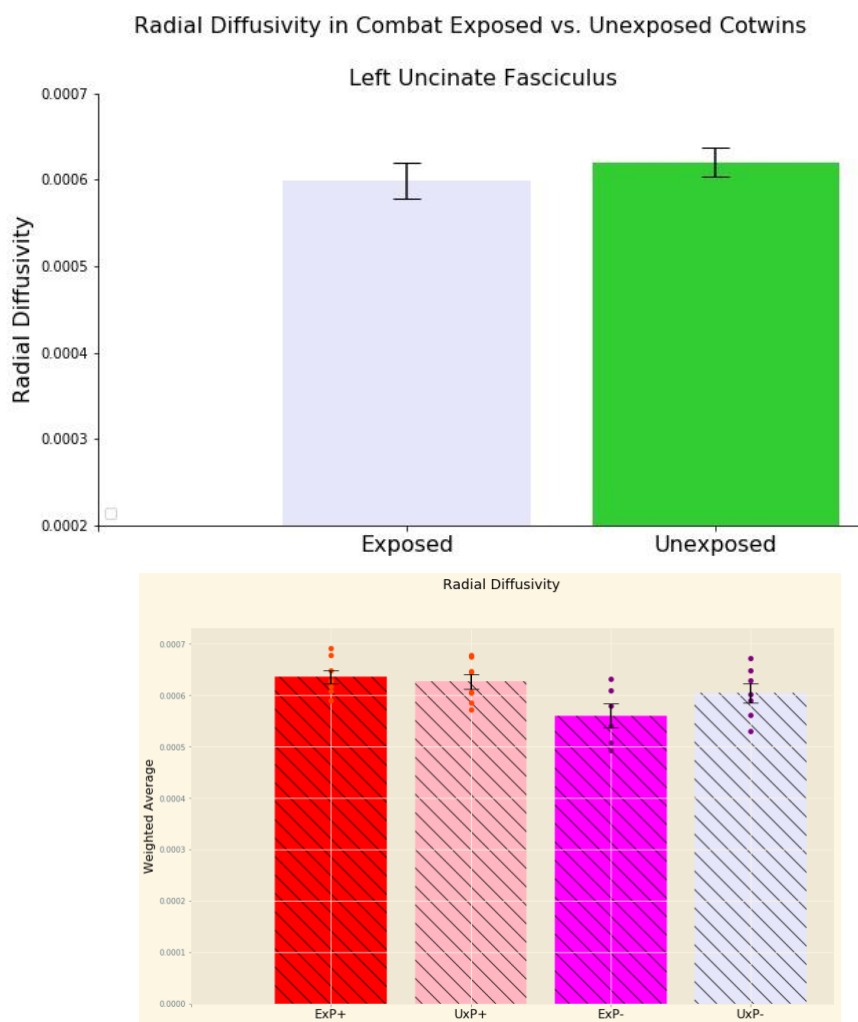 Radial Diffusivity in Combat Exposed vs. Unexposed Cotwins
Left Uncinate Fasciculus
0.0007
0.0006
0.0005
0.0004
0.0003
0.0002
Radial Diffusivity
Exposed Unexposed
Radial Diffusivity
0.0007
0.0006
0.0005
0.0004
0.0003
0.0002
0.0001
0.0000
Weighted Average
ExP+ UxP+ ExP- UxP-